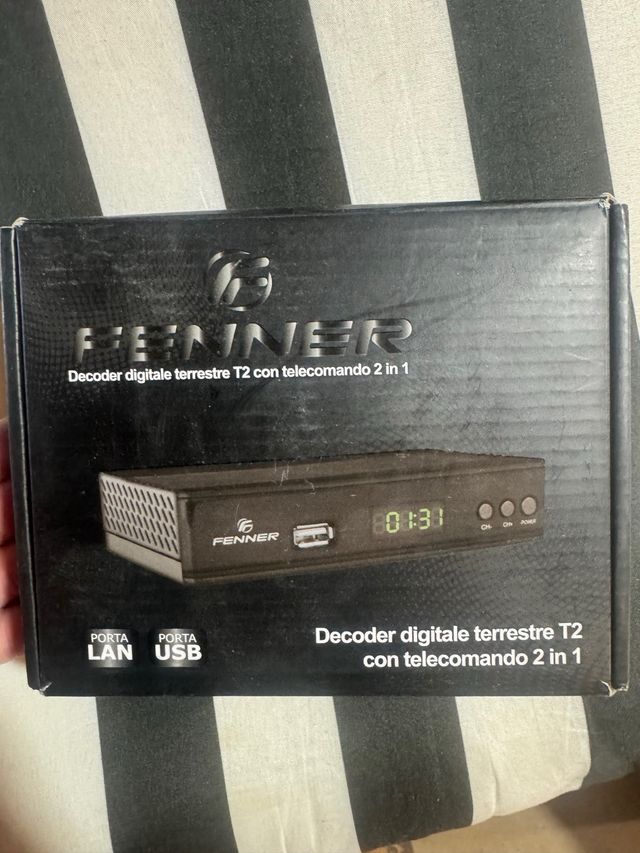 FENNER
Decoder digitale terrestre T2 con telecomando 2 in 1
FENNER
01:31
CH-
CH+
POWER
PORTA
LAN
PORTA
USB
Decoder digitale terrestre T2
con telecomando 2 in 1